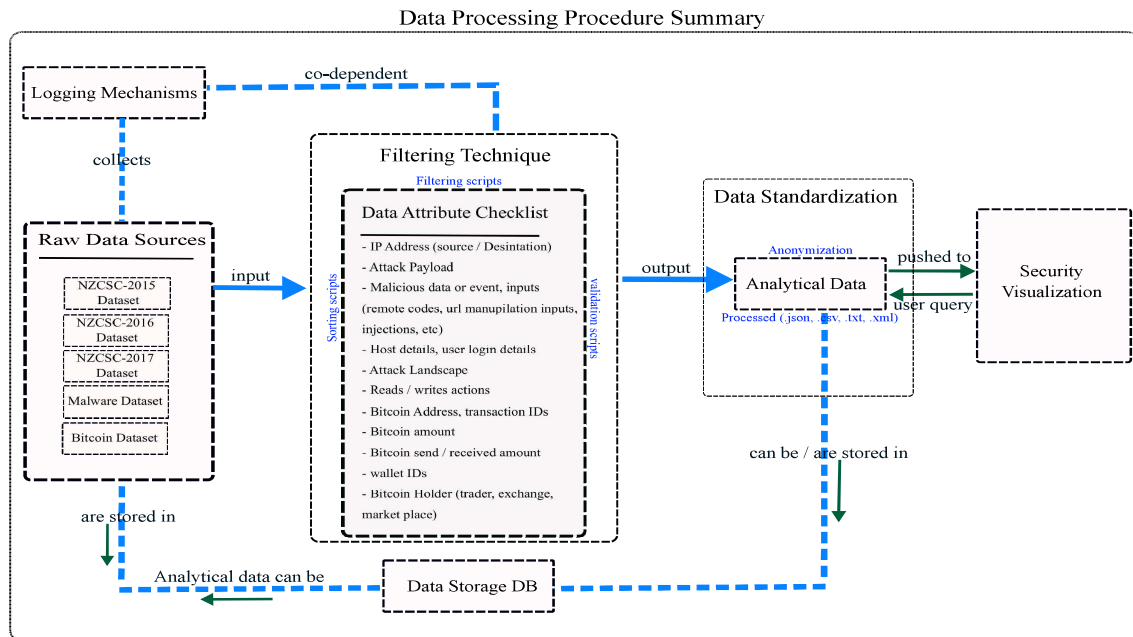 Data Processing Procedure Summary
Logging Mechanisms
co-dependent
collects
Raw Data Sources
NZCSC-2015
Dataset
NZCSC-2016
Dataset
NZCSC-2017
Dataset
Malware Dataset
Bitcoin Dataset
input
Filtering Technique
Filtering scripts
Sorting scripts
Data Attribute Checklist
- IP Address (source / Desintation)
- Attack Payload
- Malicious data or event, inputs
(remote codes, url manupilation inputs,
injections, etc)
- Host details, user login details
- Attack Landscape
- Reads / writes actions
- Bitcoin Address, transaction IDs
- Bitcoin amount
- Bitcoin send / received amount
- wallet IDs
- Bitcoin Holder (trader, exchange,
market place)
validation scripts
output
Data Standardization
Anonymization
Analytical Data
Processed (.json, .csv, .txt, .xml)
pushed to
user query
Security
Visualization
can be / are stored in
are stored in
Analytical data can be
Data Storage DB